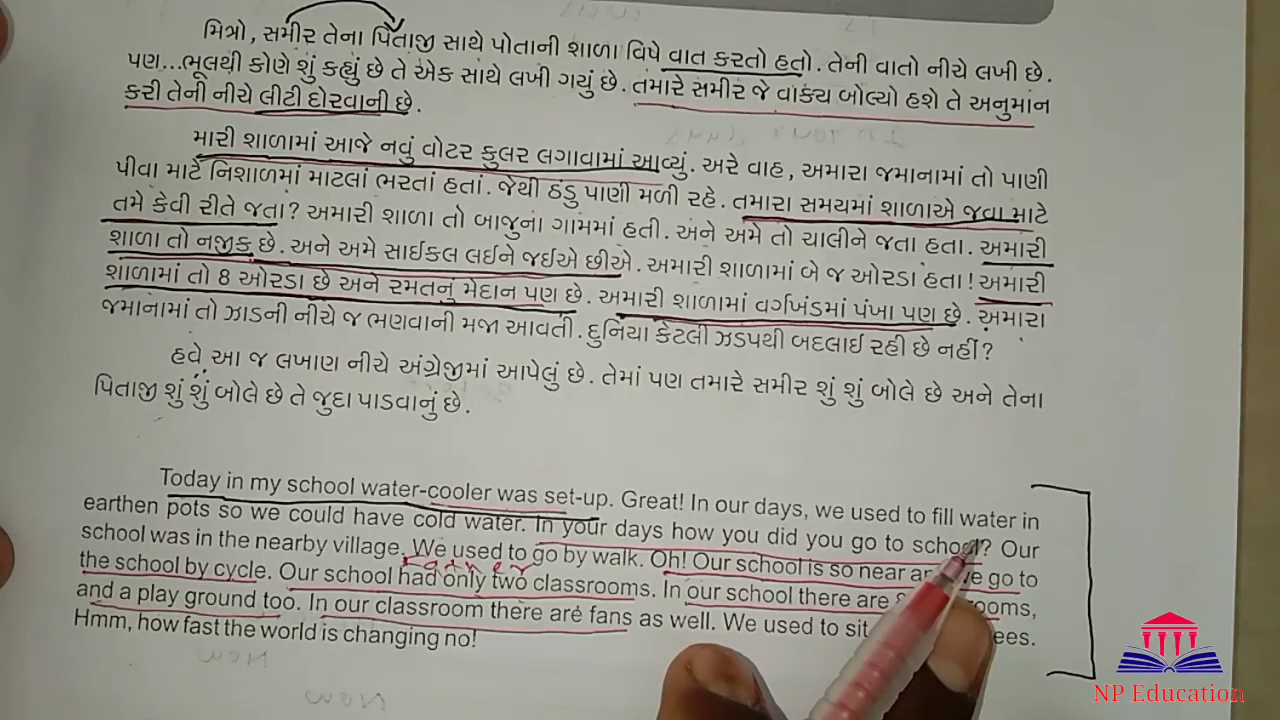 મિત્રો, સમીર તેના પિતાજી સાથે પોતાની શાળા વિષે વાત કરતો હતો. તેની વાતો નીચે લખી છે.
પણ...ભૂલથી કોણે શું કહ્યું છે તે એક સાથે લખી ગયું છે. તમારે સમીર જે વાક્ય બોલ્યો હશે તે અનુમાન
કરી તેની નીચે લીટી દોરવાની છે.
મારી શાળામાં આજે નવું વોટર કુલર લગાવામાં આવ્યું. અરે વાહ, અમારા જમાનામાં તો પાણી
પીવા માટે નિશાળમાં માટલાં ભરતાં હતાં. જેથી ઠંડુ પાણી મળી રહે. તમારા સમયમાં શાળાએ જવા માટે
તમે કેવી રીતે જતા? અમારી શાળા તો બાજુના ગામમાં હતી. અને અમે તો ચાલીને જતા હતા. અમારી
શાળા તો નજીક છે. અને અમે સાઈકલ લઈને જઈએ છીએ. અમારી શાળામાં બે જ ઓરડા હતા! અમારી
શાળામાં તો 8 ઓરડા છે અને રમતનું મેદાન પણ છે. અમારી શાળામાં વર્ગખંડમાં પંખા પણ છે. અમારા
જમાનામાં તો ઝાડની નીચે જ ભણવાની મજા આવતી. દુનિયા કેટલી ઝડપથી બદલાઈ રહી છે નહીં?
હવે આ જ લખાણ નીચે અંગ્રેજીમાં આપેલું છે. તેમાં પણ તમારે સમીર શું શું બોલે છે અને તેના
પિતાજી શું શું બોલે છે તે જુદા પાડવાનું છે.
Today in my school water-cooler was set-up. Great! In our days, we used to fill water in
earthen pots so we could have cold water. In your days how you did you go to school? Our
school was in the nearby village. We used to go by walk. Oh! Our school is so near and we go to
the school by cycle. Our school had only two classrooms. In our school there are 8 rooms,
and a play ground too. In our classroom there are fans as well. We used to sit ees.
Hmm, how fast the world is changing no!
NP Education